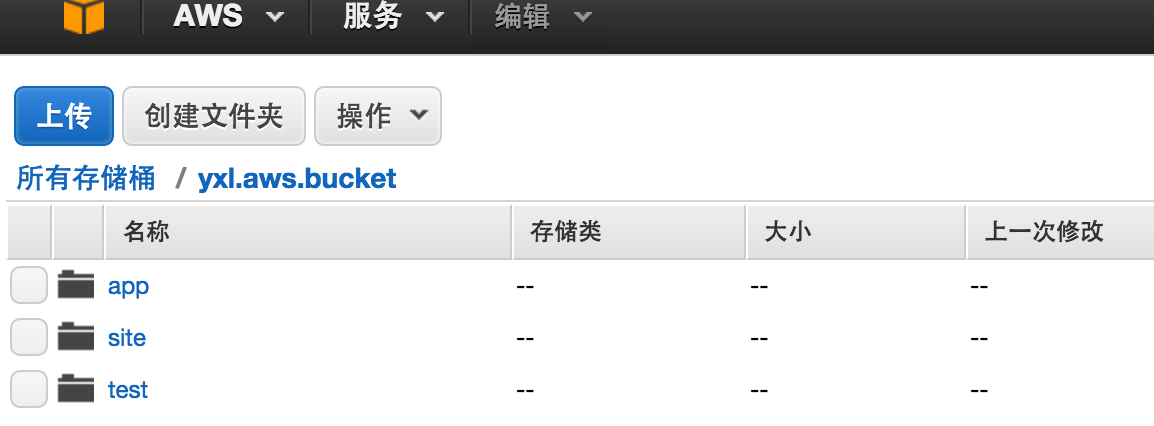 AWS 服务 编辑
上传 创建文件夹 操作
所有存储桶 / yxl.aws.bucket
名称 存储类 大小 上一次修改
app -- -- --
site -- -- --
test -- -- --